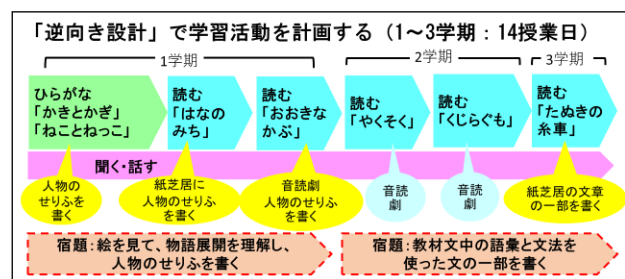 「逆向き設計」で学習活動を計画する（1～3学期：14授業日）
1学期
2学期
3学期
ひらがな
「かきとかぎ」
「ねことねっこ」
読む
「はなの
みち」
読む
「おおきな
かぶ」
読む
「やくそく」
読む
「くじらぐも」
読む
「たぬきの
糸車」
聞く・話す
人物の
せりふを
書く
紙芝居に
人物のせりふ
を書く
音読劇
人物のせりふを
書く
音読
劇
音読
劇
紙芝居の文章
の一部を書く
宿題：絵を見て、物語展開を理解し、
人物のせりふを書く
宿題：教材文中の語彙と文法を
使った文の一部を書く